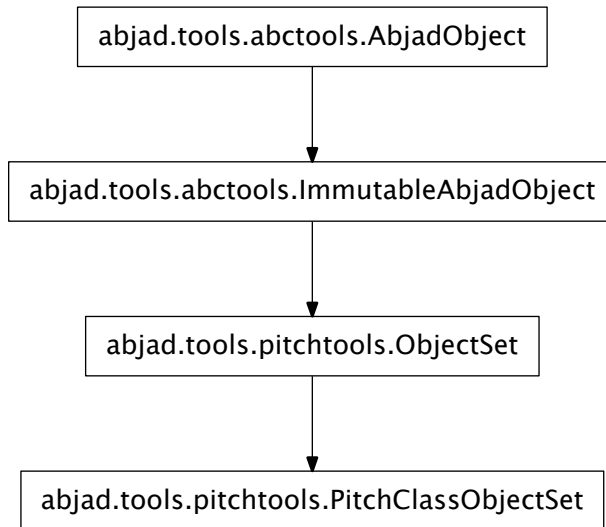 abjad.tools.abctools.AbjadObject
abjad.tools.abctools.ImmutableAbjadObject
abjad.tools.pitchtools.ObjectSet
abjad.tools.pitchtools.PitchClassObjectSet